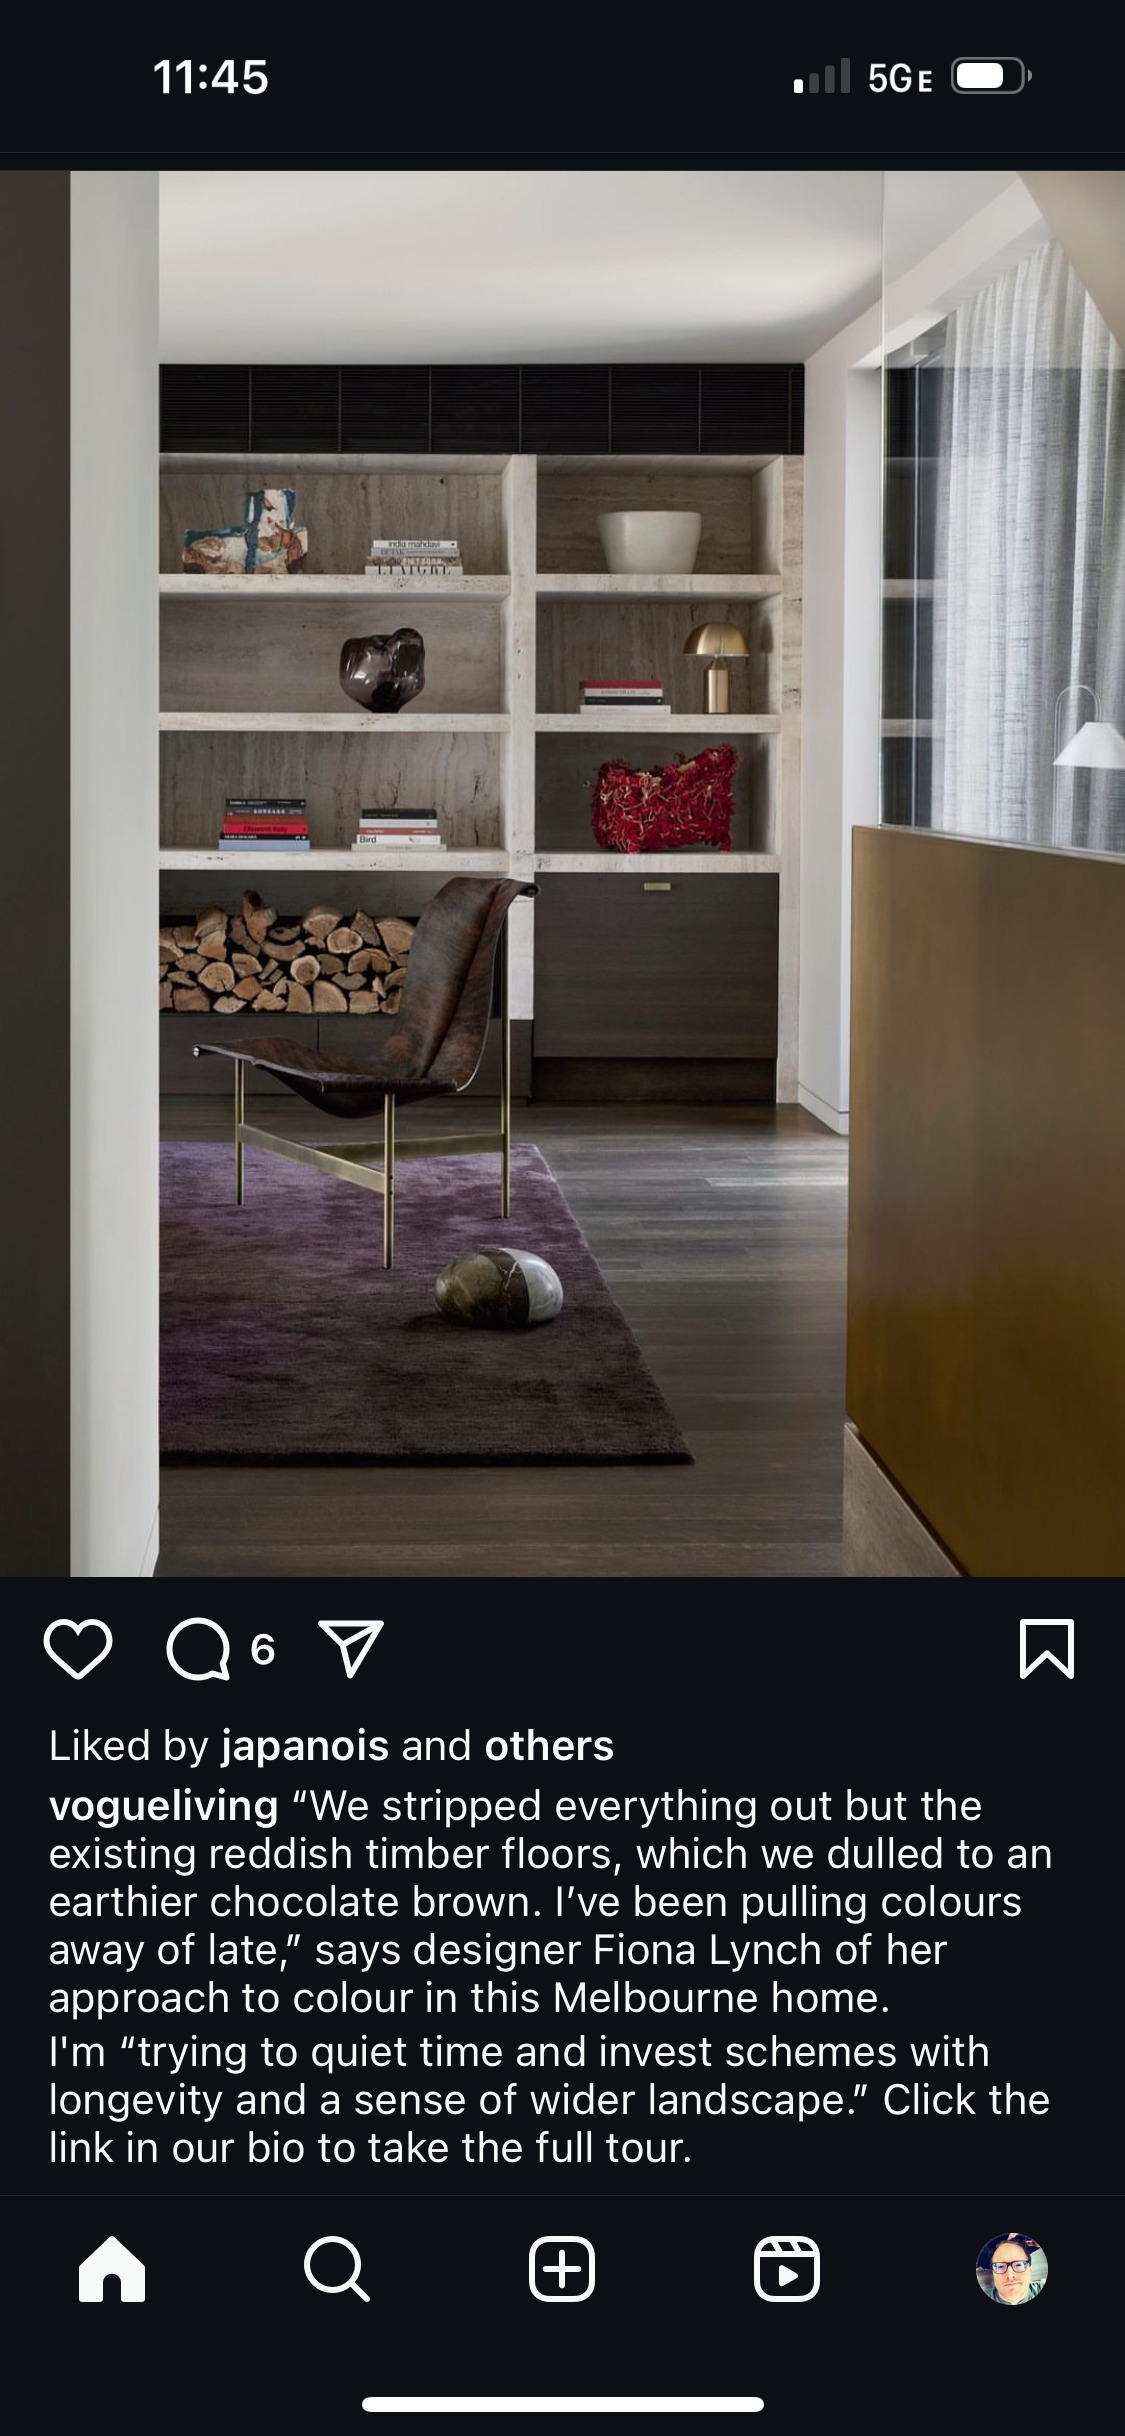 11:45
5GE
india mahdavi
Ellsworth Kelly
Bird
6
Liked by japanois and others
vogueliving “We stripped everything out but the
existing reddish timber floors, which we dulled to an
earthier chocolate brown. I’ve been pulling colours
away of late,” says designer Fiona Lynch of her
approach to colour in this Melbourne home.
I'm “trying to quiet time and invest schemes with
longevity and a sense of wider landscape.” Click the
link in our bio to take the full tour.